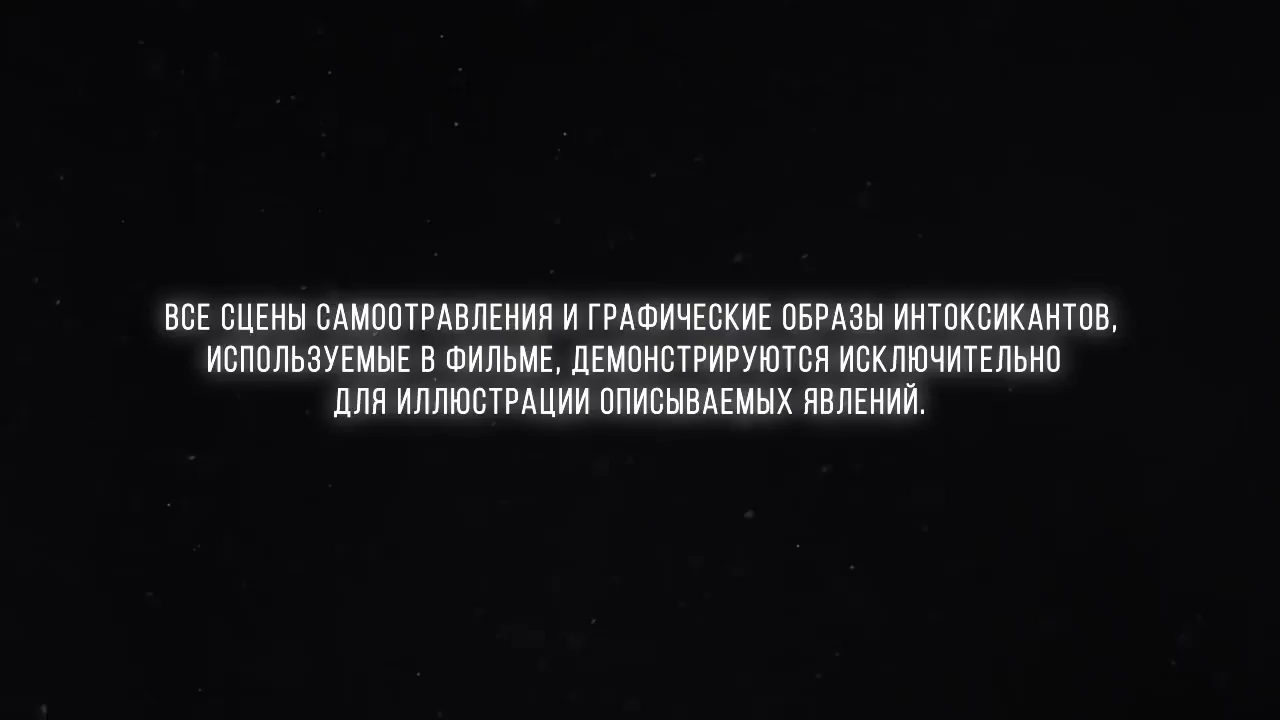 ВСЕ СЦЕНЫ САМООТРАВЛЕНИЯ И ГРАФИЧЕСКИЕ ОБРАЗЫ ИНТОКСИКАНТОВ,
ИСПОЛЬЗУЕМЫЕ В ФИЛЬМЕ, ДЕМОНСТРИРУЮТСЯ ИСКЛЮЧИТЕЛЬНО
ДЛЯ ИЛЛЮСТРАЦИИ ОПИСЫВАЕМЫХ ЯВЛЕНИЙ.